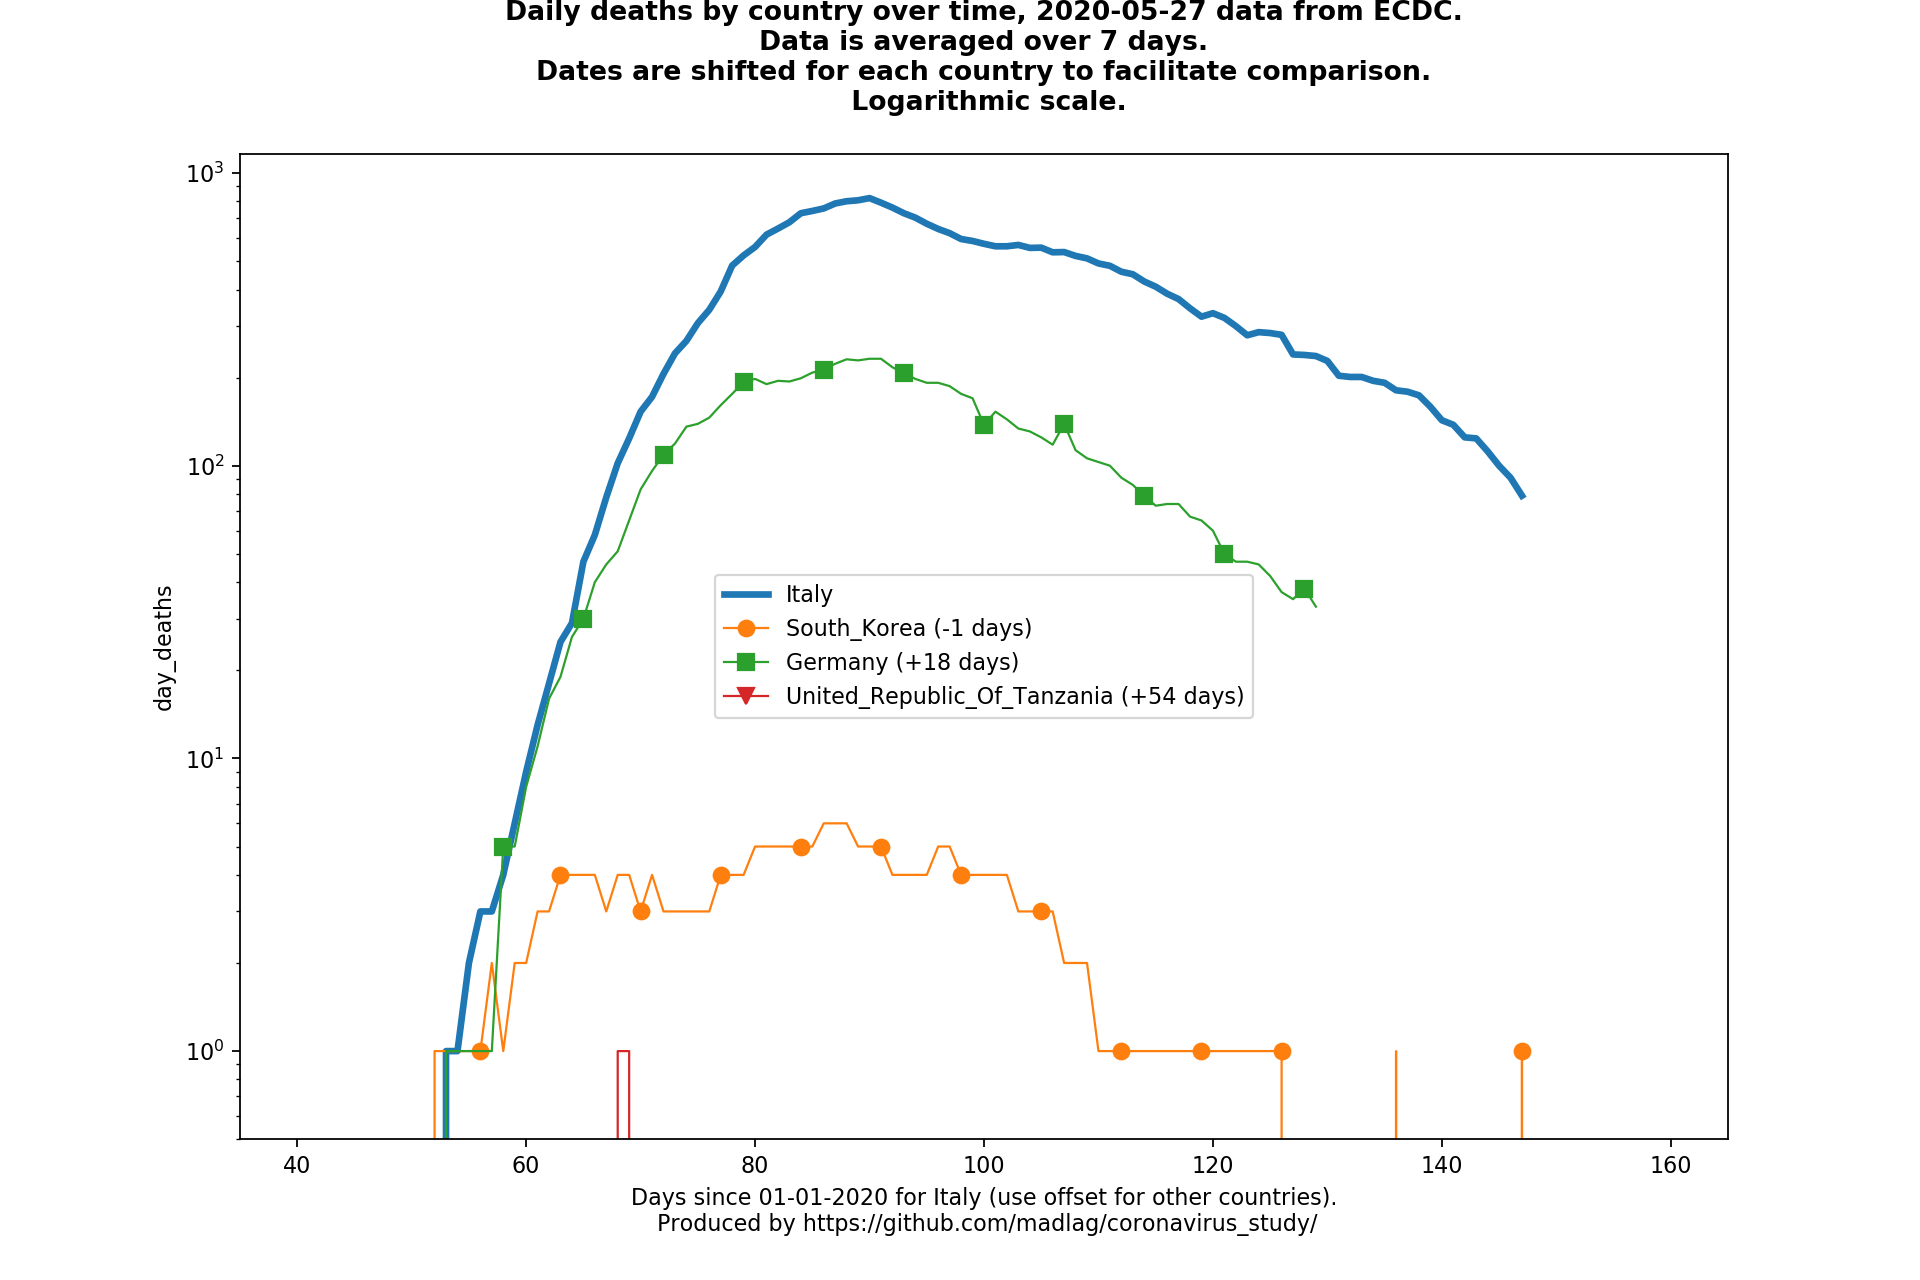 Daily deaths by country over time, 2020-05-27 data from ECDC.
Data is averaged over 7 days.
Dates are shifted for each country to facilitate comparison.
Logarithmic scale.
10³
10²
10¹
10⁰
day_deaths
Italy
South_Korea (-1 days)
Germany (+18 days)
United_Republic_Of_Tanzania (+54 days)
40 60 80 100 120 140 160
Days since 01-01-2020 for Italy (use offset for other countries).
Produced by https://github.com/madlag/coronavirus_study/